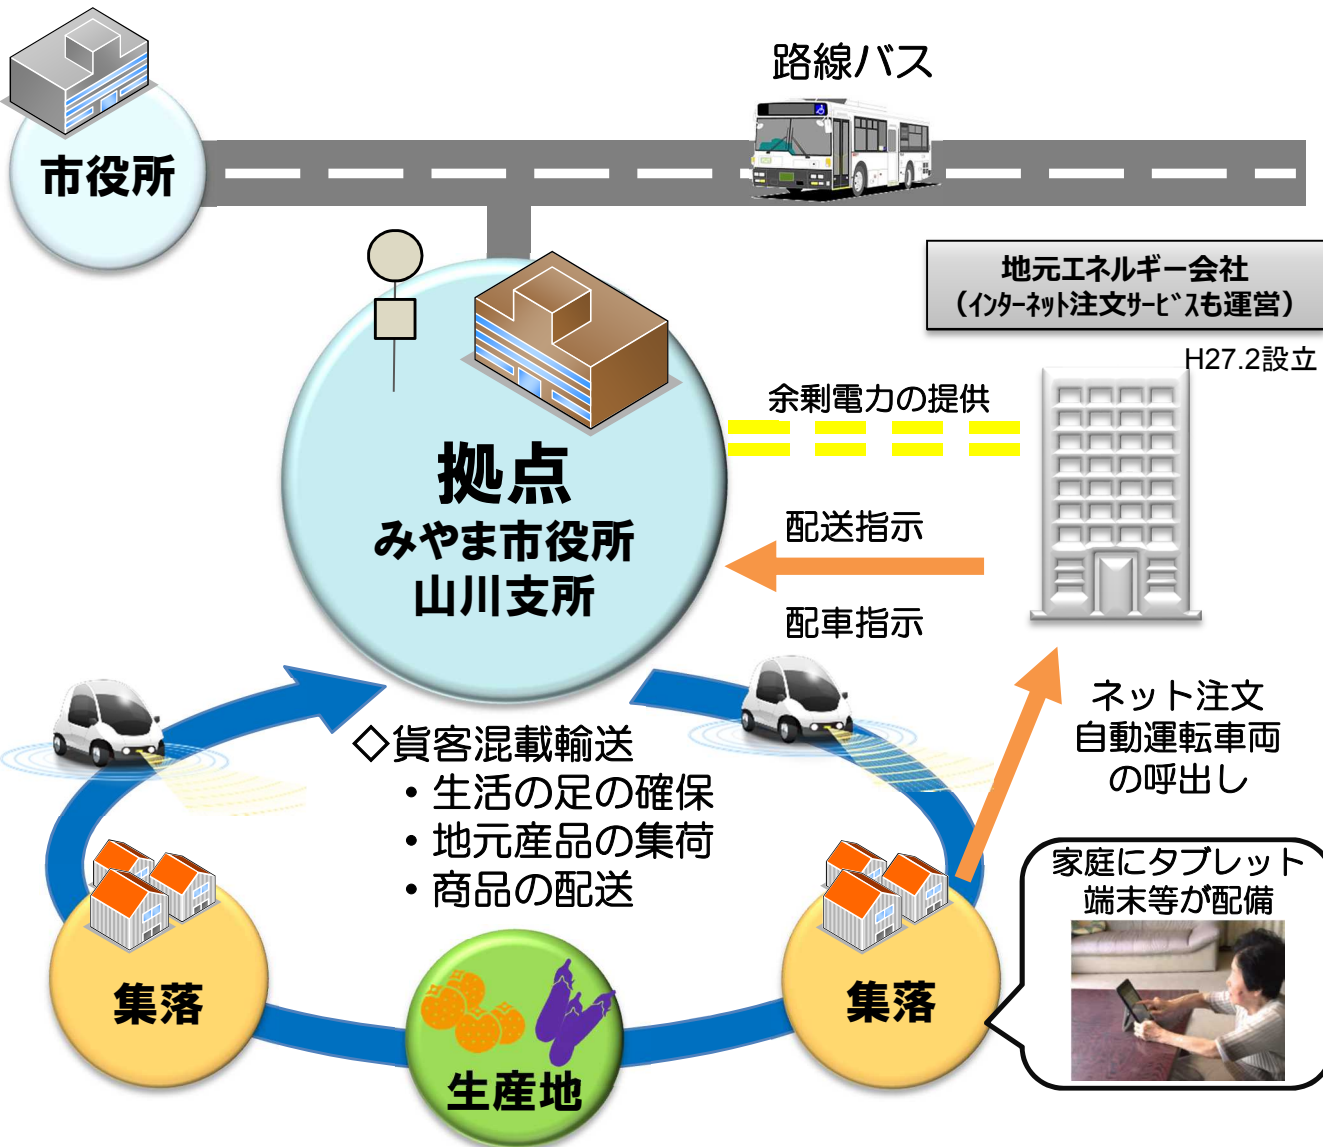 路線バス
市役所
地元エネルギー会社
(インターネット注文サービスも運営)
H27.2設立
余剰電力の提供
拠点
みやま市役所
山川支所
配送指示
配車指示
ネット注文
自動運転車両
の呼出し
◇貨客混載輸送
・生活の足の確保
・地元産品の集荷
・商品の配送
家庭にタブレット
端末等が配備
集落
集落
生産地